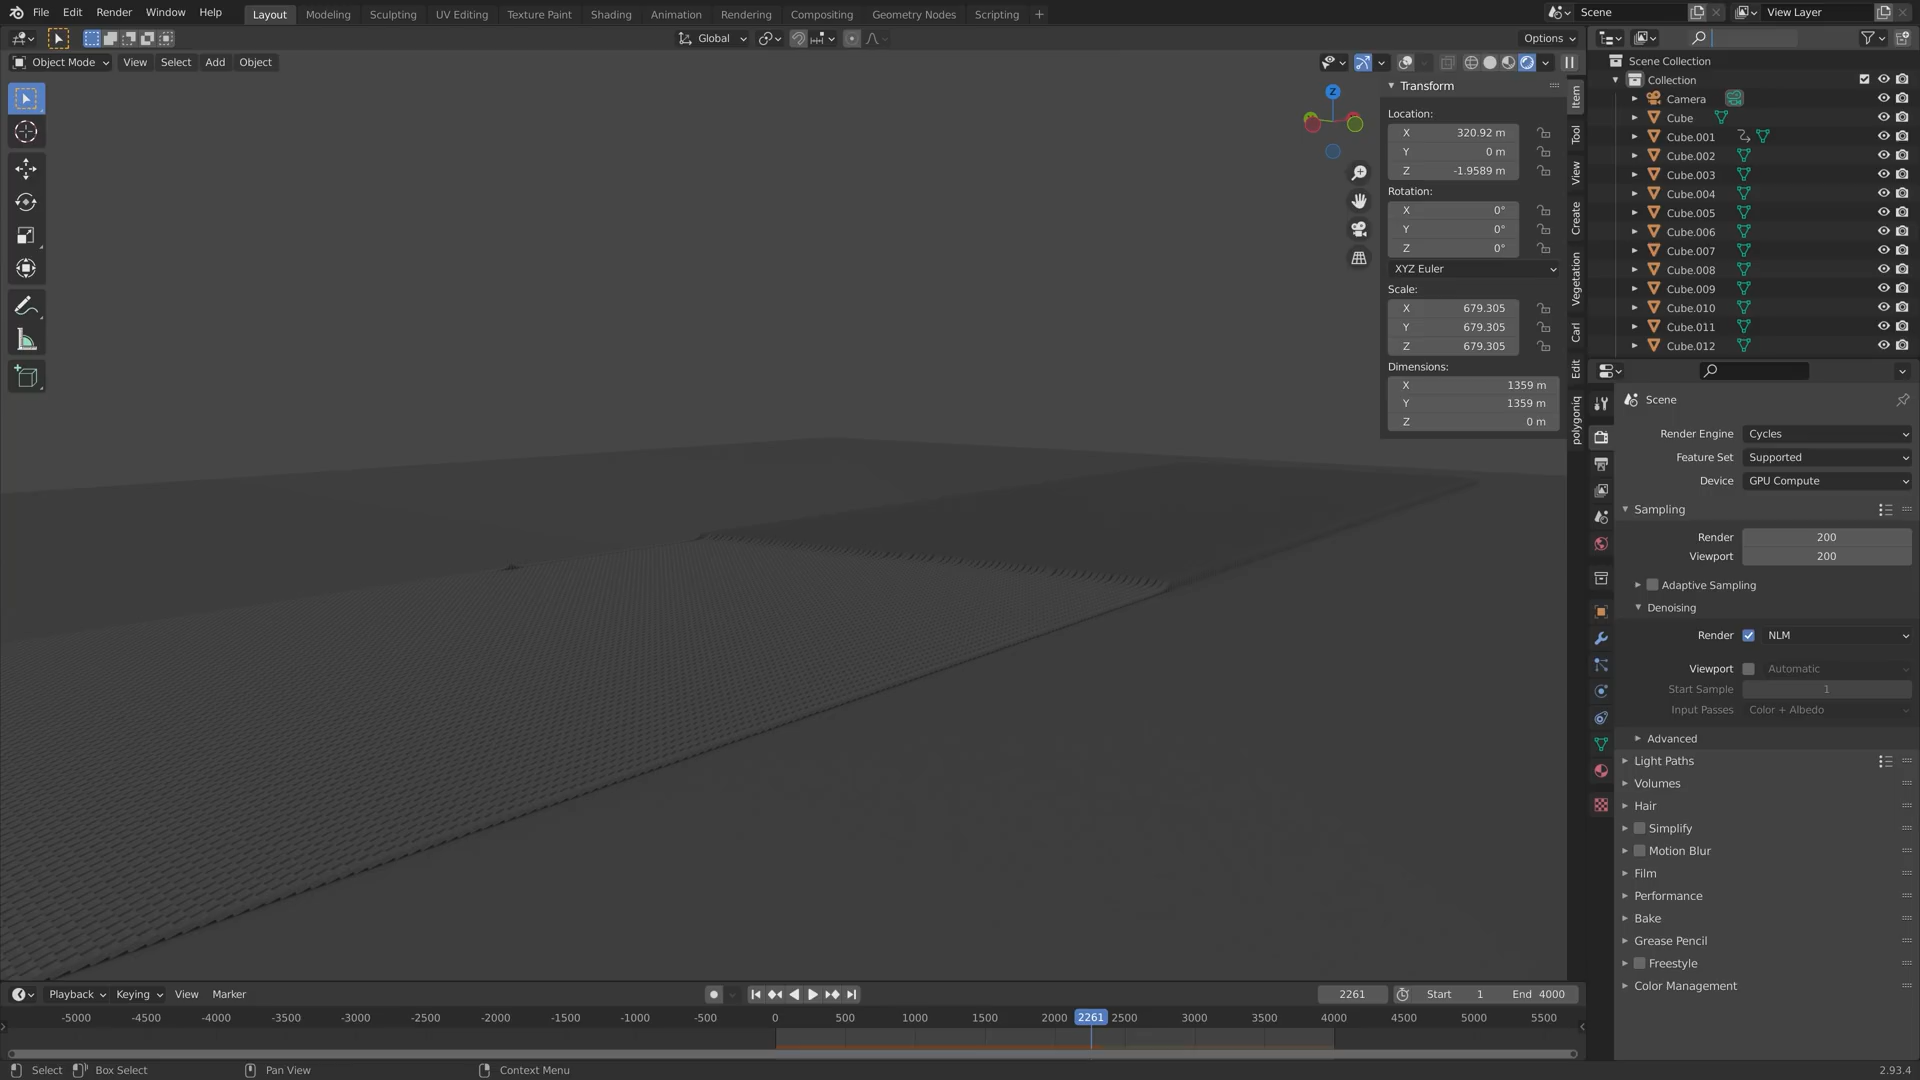 File Edit Render Window Help Layout Modeling Sculpting UV Editing Texture Paint Shading Animation Rendering Compositing Geometry Nodes Scripting + Scene View Layer
Global Options
Object Mode View Select Add Object
Z
Transform
Location:
X 320.92 m
Y 0 m
Z -1.9589 m
Rotation:
X 0°
Y 0°
Z 0°
XYZ Euler
Scale:
X 679.305
Y 679.305
Z 679.305
Dimensions:
X 1359 m
Y 1359 m
Z 0 m
Item
Tool
View
Create
Vegetation
Carl
Edit
polygoniq
Scene Collection
Collection
Camera
Cube
Cube.001
Cube.002
Cube.003
Cube.004
Cube.005
Cube.006
Cube.007
Cube.008
Cube.009
Cube.010
Cube.011
Cube.012
Scene
Render Engine Cycles
Feature Set Supported
Device GPU Compute
Sampling
Render 200
Viewport 200
Adaptive Sampling
Denoising
Render NLM
Viewport Automatic
Start Sample 1
Input Passes Color + Albedo
Advanced
Light Paths
Volumes
Hair
Simplify
Motion Blur
Film
Performance
Bake
Grease Pencil
Freestyle
Color Management
Playback Keying View Marker 2261 Start 1 End 4000
-5000 -4500 -4000 -3500 -3000 -2500 -2000 -1500 -1000 -500 0 500 1000 1500 2000 2261 2500 3000 3500 4000 4500 5000 5500
Select Box Select Pan View Context Menu 2.93.4